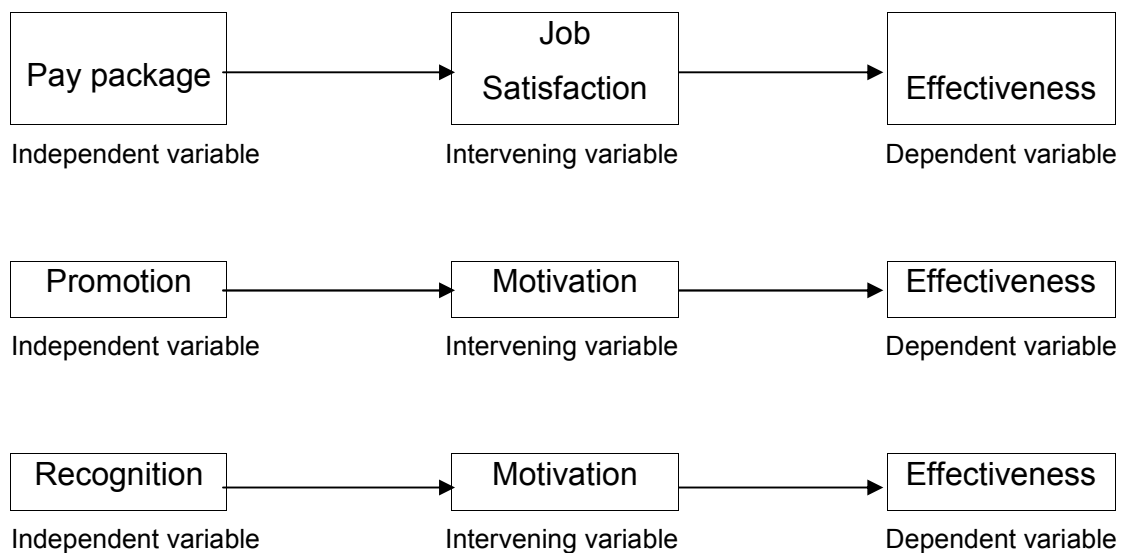 Job
Pay package Satisfaction Effectiveness
Independent variable Intervening variable Dependent variable
Promotion Motivation Effectiveness
Independent variable Intervening variable Dependent variable
Recognition Motivation Effectiveness
Independent variable Intervening variable Dependent variable